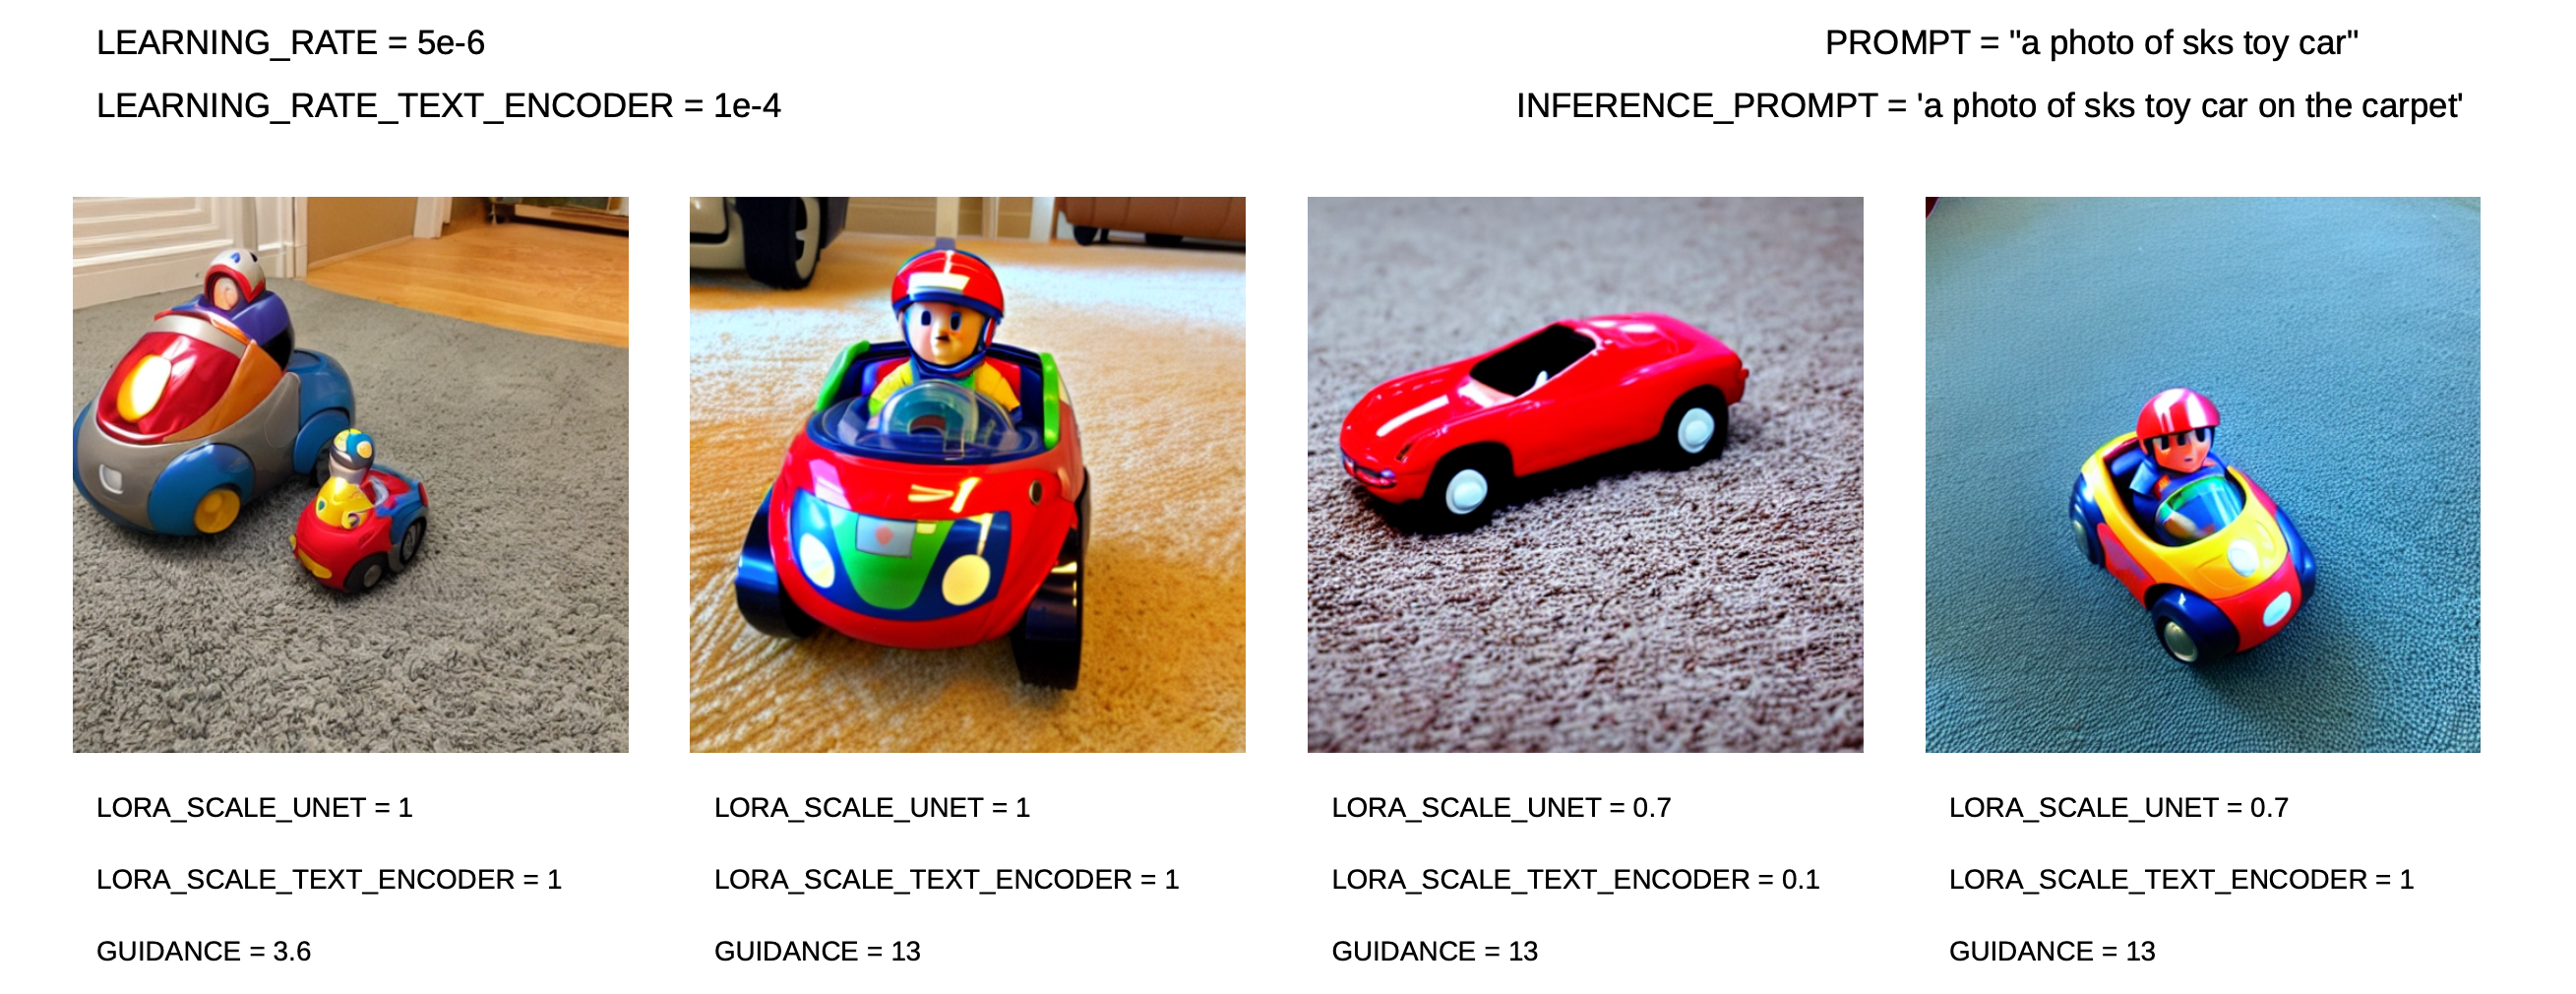 LEARNING_RATE = 5e-6
LEARNING_RATE_TEXT_ENCODER = 1e-4
PROMPT = "a photo of sks toy car"
INFERENCE_PROMPT = 'a photo of sks toy car on the carpet'
LORA_SCALE_UNET = 1
LORA_SCALE_TEXT_ENCODER = 1
GUIDANCE = 3.6
LORA_SCALE_UNET = 1
LORA_SCALE_TEXT_ENCODER = 1
GUIDANCE = 13
LORA_SCALE_UNET = 0.7
LORA_SCALE_TEXT_ENCODER = 0.1
GUIDANCE = 13
LORA_SCALE_UNET = 0.7
LORA_SCALE_TEXT_ENCODER = 1
GUIDANCE = 13